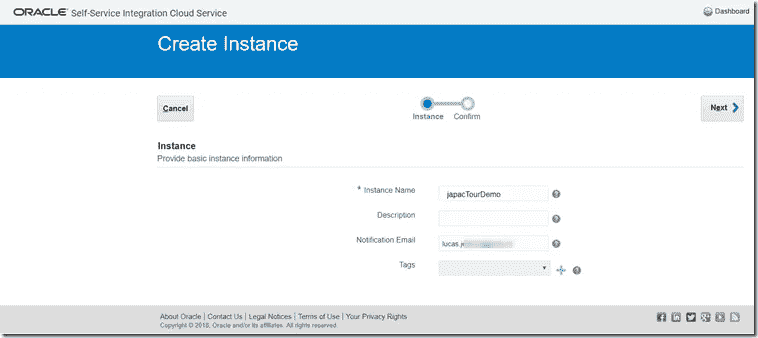 ORACLE Self-Service Integration Cloud Service Dashboard
Create Instance
Cancel Instance Confirm Next
Instance
Provide basic instance information
* Instance Name japacTourDemo ?
Description ?
Notification Email lucas.j ?
Tags ?
About Oracle | Contact Us | Legal Notices | Terms of Use | Your Privacy Rights
Copyright © 2018, Oracle and/or its affiliates. All rights reserved.